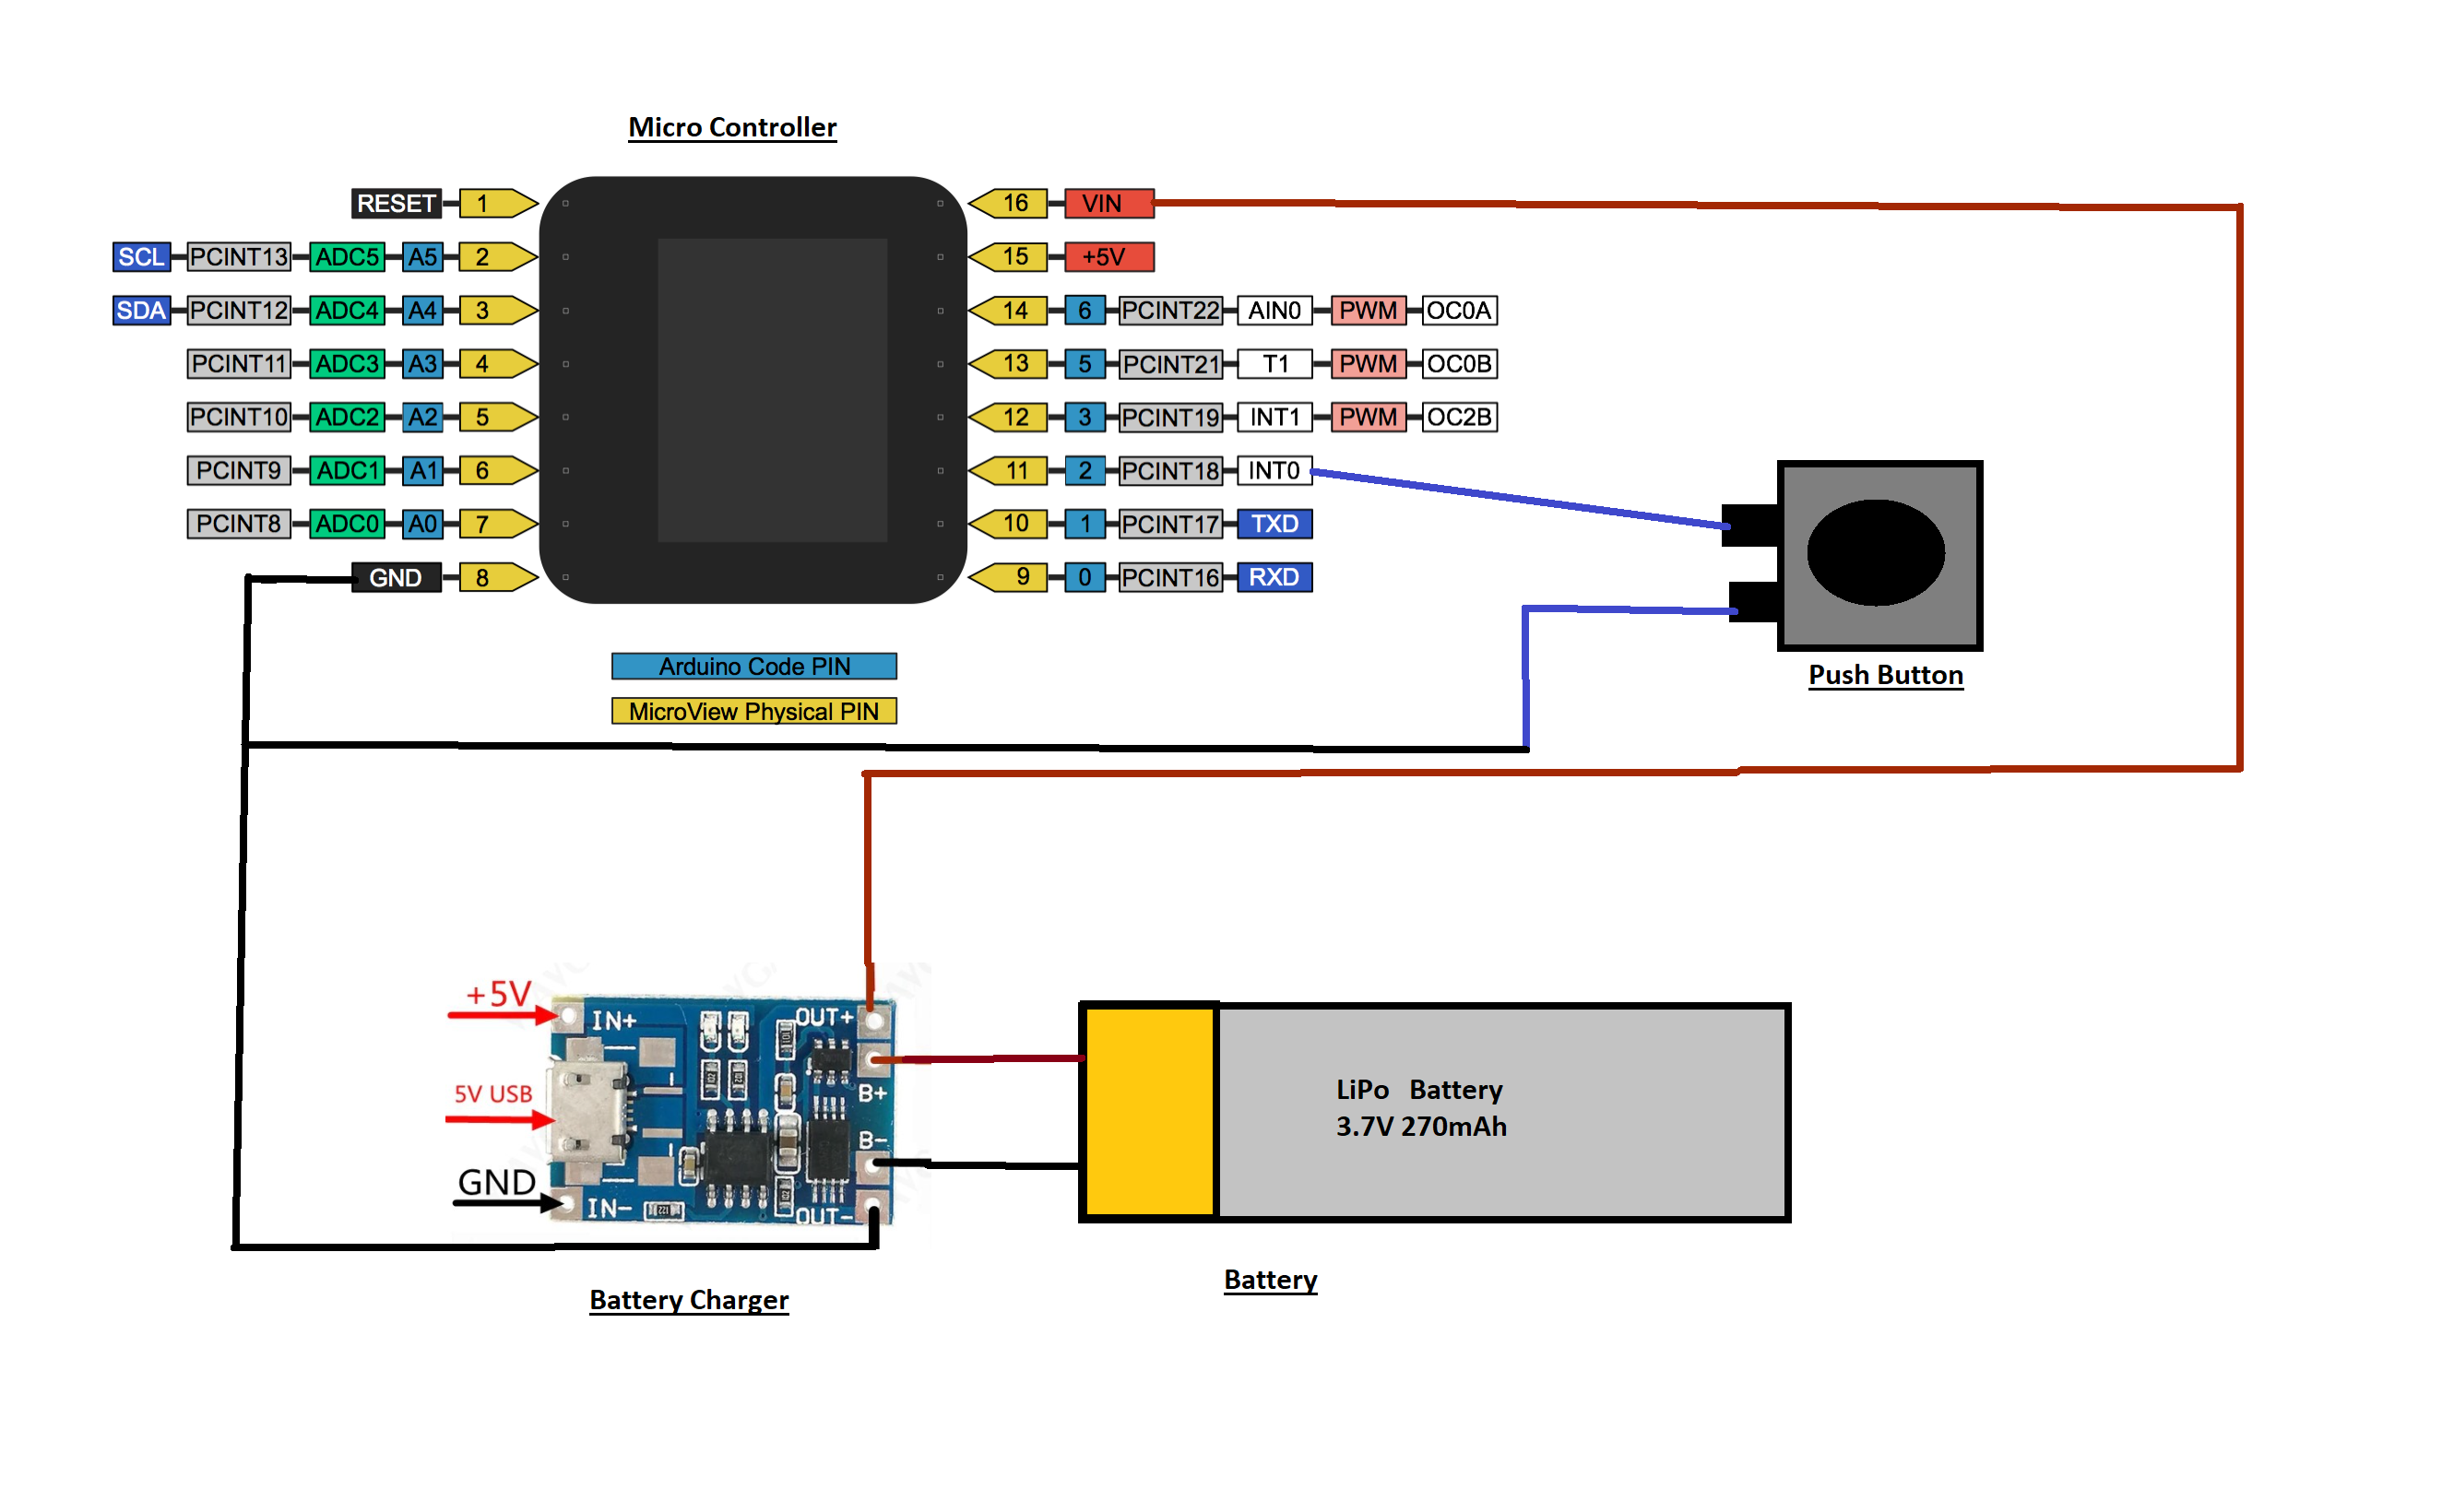 Micro Controller
RESET 1 16 VIN
SCL PCINT13 ADC5 A5 2 15 +5V
SDA PCINT12 ADC4 A4 3 14 6 PCINT22 AIN0 PWM OC0A
PCINT11 ADC3 A3 4 13 5 PCINT21 T1 PWM OC0B
PCINT10 ADC2 A2 5 12 3 PCINT19 INT1 PWM OC2B
PCINT9 ADC1 A1 6 11 2 PCINT18 INT0
PCINT8 ADC0 A0 7 10 1 PCINT17 TXD
GND 8 9 0 PCINT16 RXD
Arduino Code PIN
MicroView Physical PIN
Push Button
+5V
IN+
OUT+
5V USB
B+
B-
GND
IN-
OUT-
LiPo Battery
3.7V 270mAh
Battery Charger
Battery